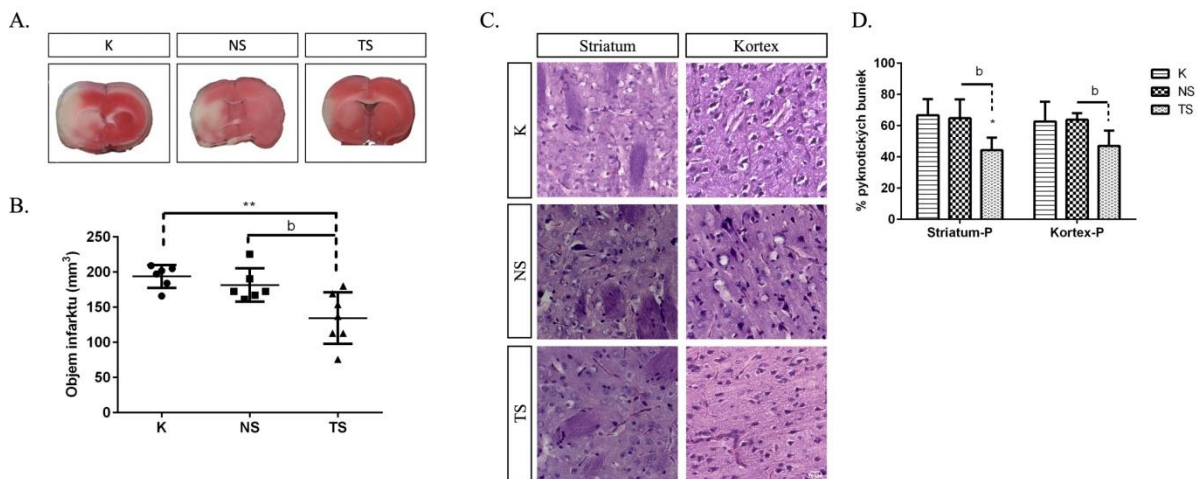 A.
K NS TS
B.
**
b
Objem infarktu (mm³)
250
200
150
100
50
0
K NS TS
C.
Striatum Kortex
K
NS
TS
D.
% pyknotických buniek
100
80
60
40
20
0
b
*
b
Striatum-P Kortex-P
K
NS
TS